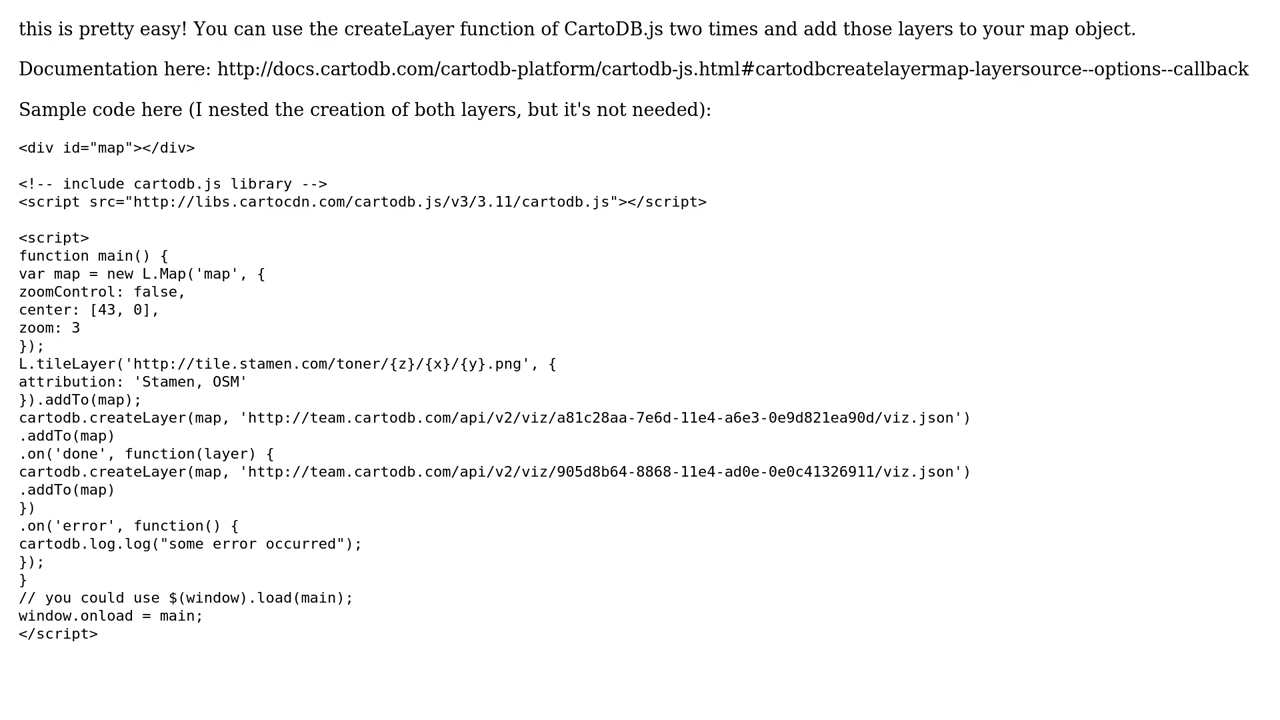 this is pretty easy! You can use the createLayer function of CartoDB.js two times and add those layers to your map object.
Documentation here: http://docs.cartodb.com/cartodb-platform/cartodb-js.html#cartodbcreatelayermap-layersource--options--callback
Sample code here (I nested the creation of both layers, but it's not needed):
<div id="map"></div>
<!-- include cartodb.js library -->
<script src="http://libs.cartocdn.com/cartodb.js/v3/3.11/cartodb.js"></script>
<script>
function main() {
var map = new L.Map('map', {
zoomControl: false,
center: [43, 0],
zoom: 3
});
L.tileLayer('http://tile.stamen.com/toner/{z}/{x}/{y}.png', {
attribution: 'Stamen, OSM'
}).addTo(map);
cartodb.createLayer(map, 'http://team.cartodb.com/api/v2/viz/a81c28aa-7e6d-11e4-a6e3-0e9d821ea90d/viz.json')
.addTo(map)
.on('done', function(layer) {
cartodb.createLayer(map, 'http://team.cartodb.com/api/v2/viz/905d8b64-8868-11e4-ad0e-0e0c41326911/viz.json')
.addTo(map)
})
.on('error', function() {
cartodb.log.log("some error occurred");
});
}
// you could use $(window).load(main);
window.onload = main;
</script>